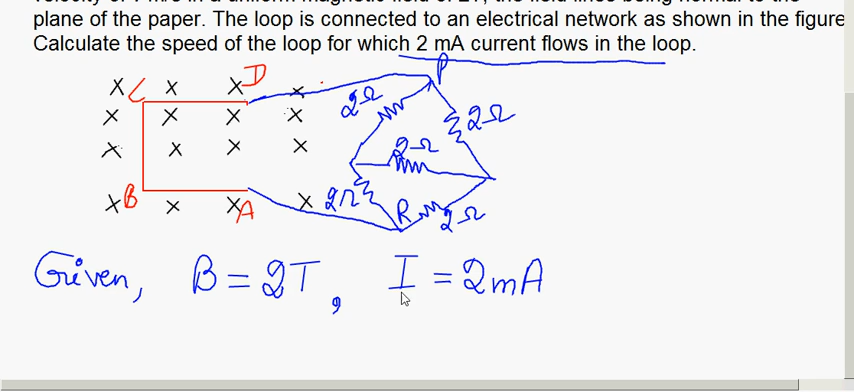 plane of the paper. The loop is connected to an electrical network as shown in the figure
Calculate the speed of the loop for which 2 mA current flows in the loop.
X C X X D X
P
2Ω
2Ω
X X X X
2Ω
X X X X
X B X X A X
2Ω
R
2Ω
Given, B = 2T, I = 2mA